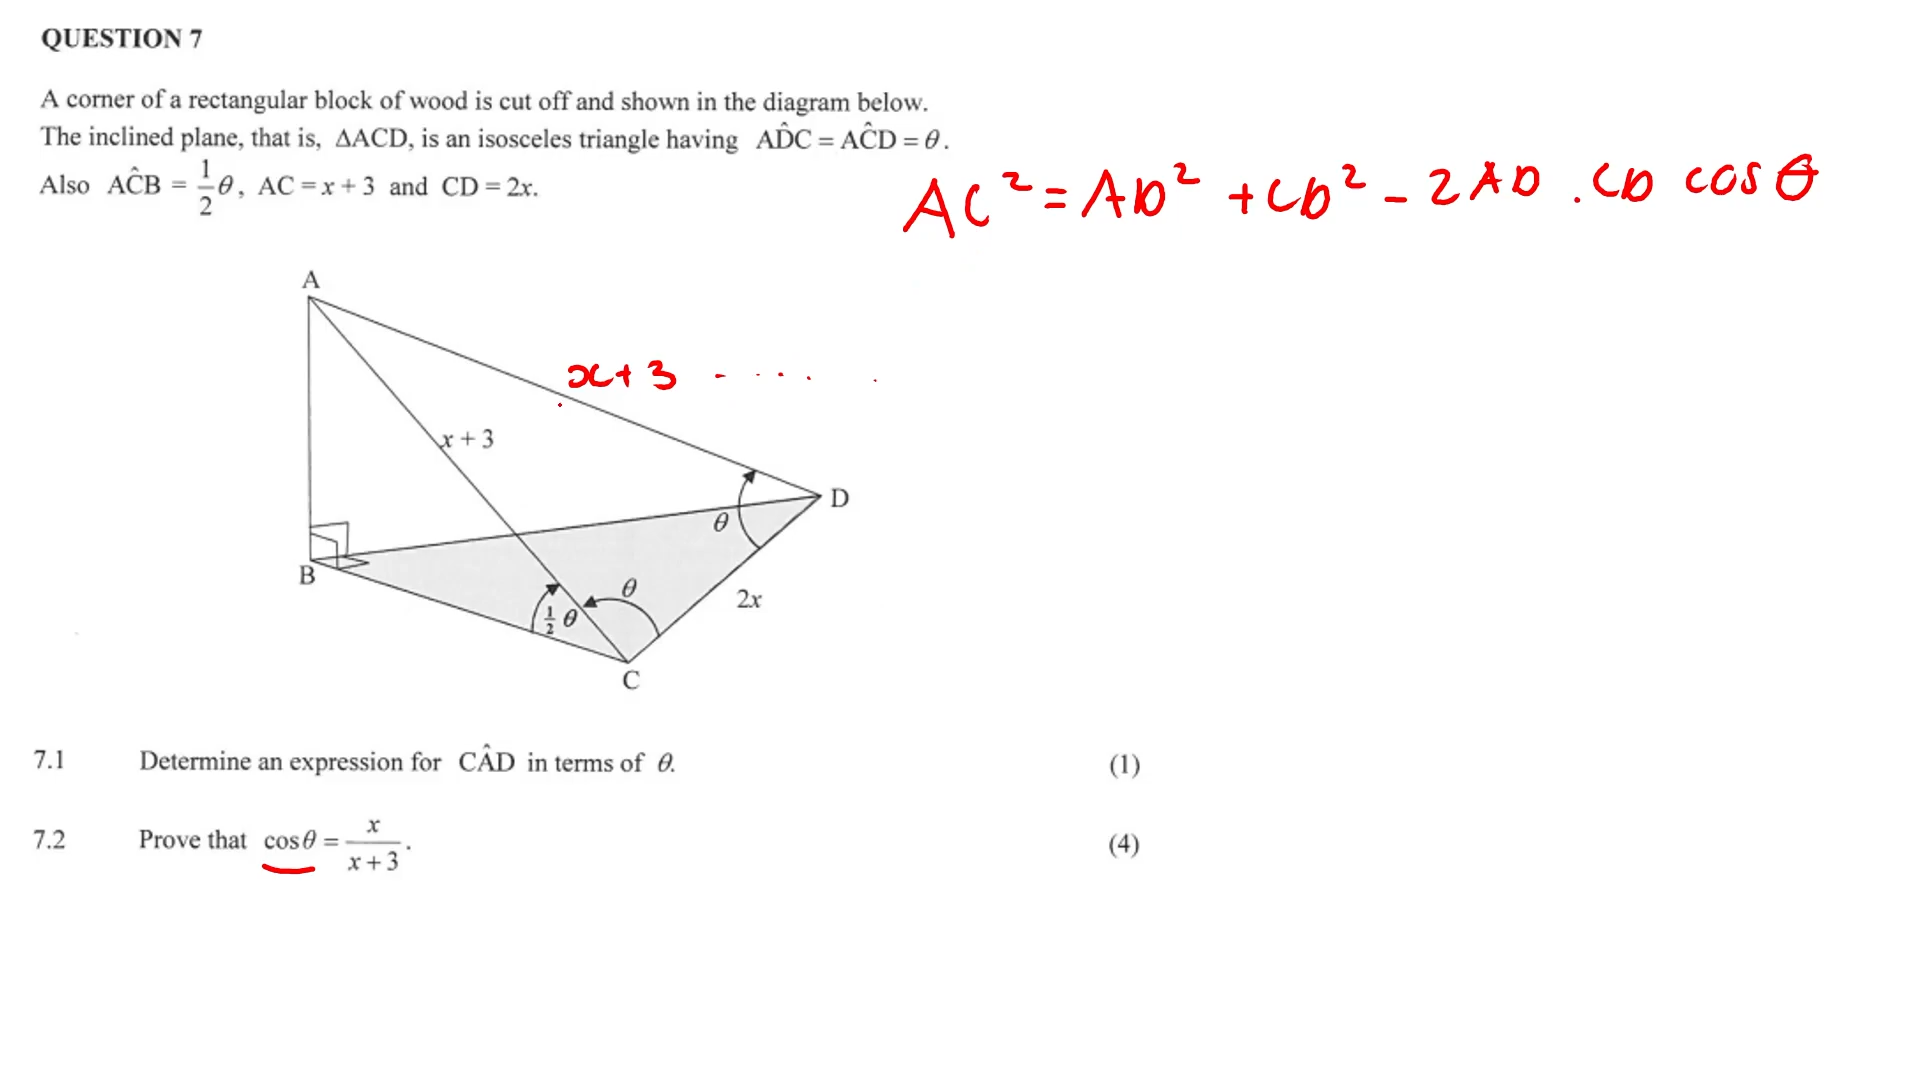 QUESTION 7
A corner of a rectangular block of wood is cut off and shown in the diagram below.
The inclined plane, that is, ΔACD, is an isosceles triangle having AD̂C = AĈD = θ.
Also AĈB = 1/2 θ, AC = x + 3 and CD = 2x.
AC² = AD² + CD² - 2AD . CD cos θ
A
x+3 - . . . .
x + 3
D
θ
B
θ
2x
1/2 θ
C
7.1 Determine an expression for CÂD in terms of θ. (1)
7.2 Prove that cosθ = x/(x + 3). (4)